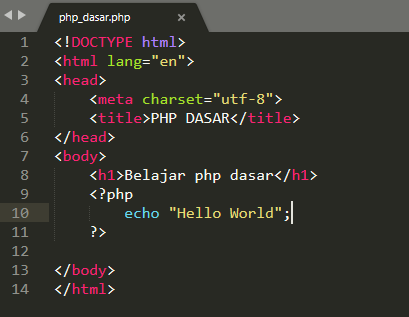 php_dasar.php ×
1 <!DOCTYPE html>
2 <html lang="en">
3 <head>
4     <meta charset="utf-8">
5     <title>PHP DASAR</title>
6 </head>
7 <body>
8     <h1>Belajar php dasar</h1>
9     <?php
10         echo "Hello World";
11     ?>
12
13 </body>
14 </html>